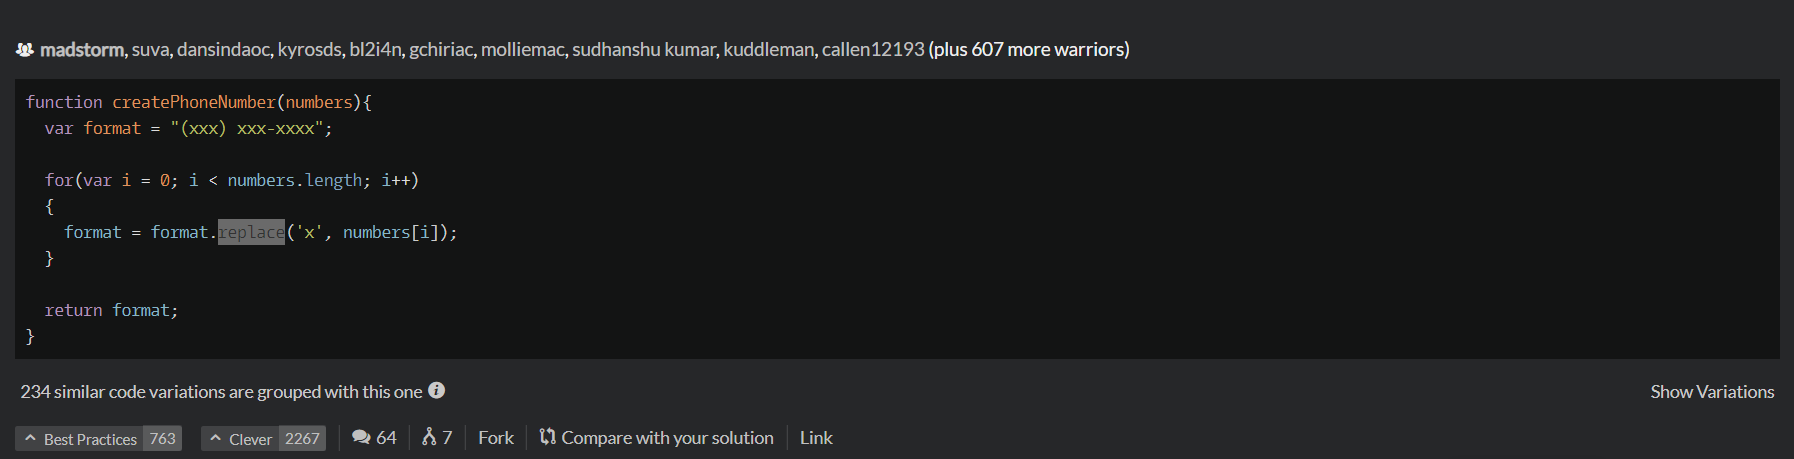 madstorm, suva, dansindaoc, kyrosds, bl2i4n, gchiriac, molliemac, sudhanshu kumar, kuddleman, callen12193 (plus 607 more warriors)
function createPhoneNumber(numbers){
  var format = "(xxx) xxx-xxxx";
  for(var i = 0; i < numbers.length; i++)
  {
    format = format.replace('x', numbers[i]);
  }
  return format;
}
234 similar code variations are grouped with this one Show Variations
Best Practices 763 Clever 2267 64 7 Fork Compare with your solution Link